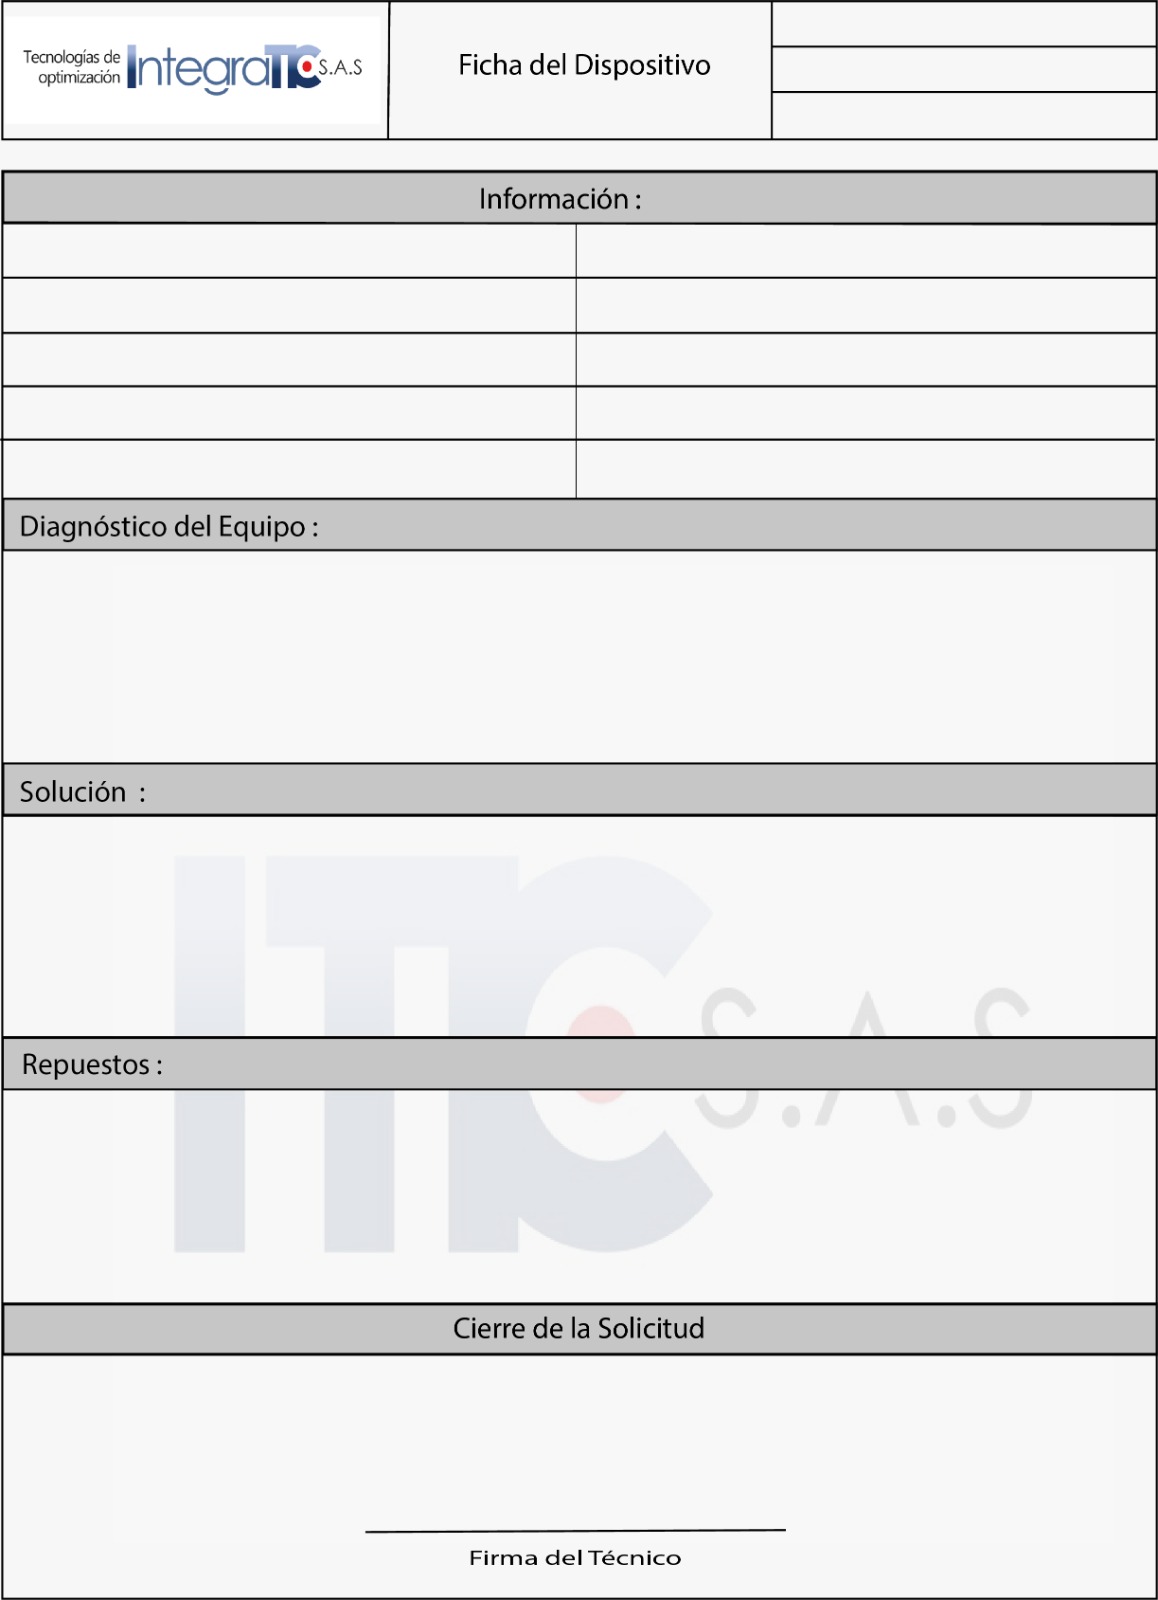 Tecnologías de
optimización
IntegraTIC S.A.S
Ficha del Dispositivo
Información :
Diagnóstico del Equipo :
Solución :
ITC S.A.S
Repuestos :
Cierre de la Solicitud
Firma del Técnico